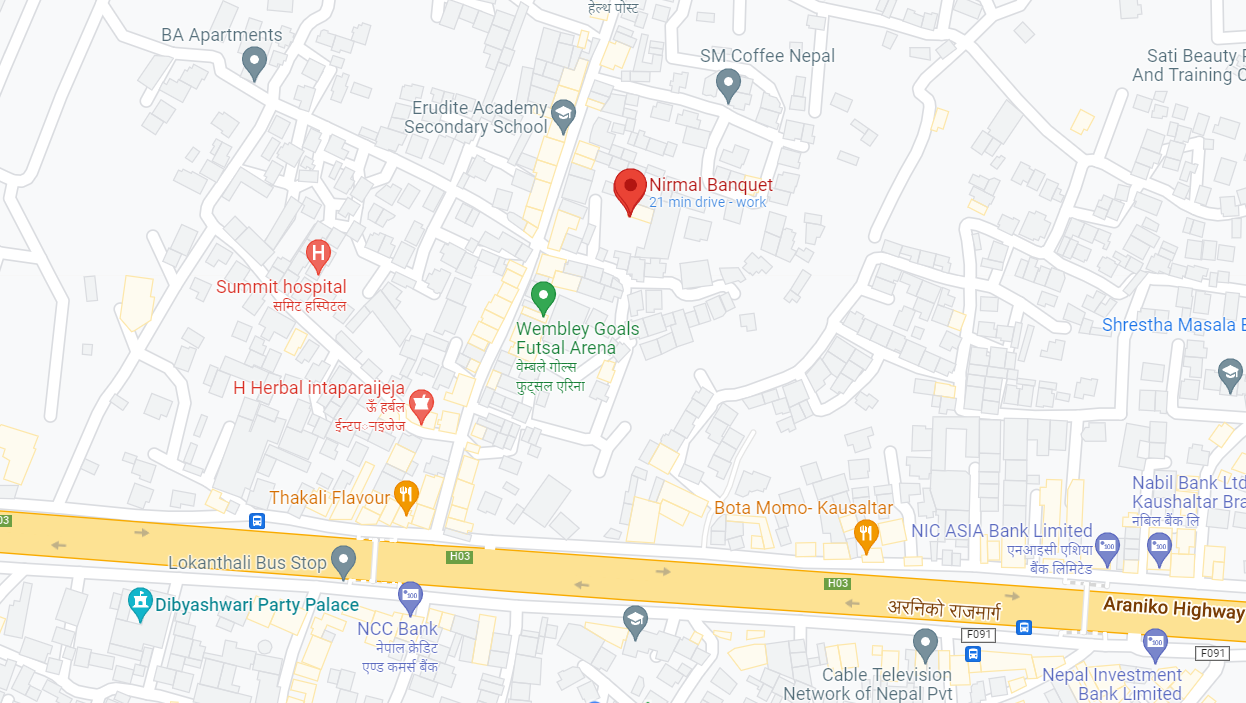 हेल्थ पोस्ट
BA Apartments
SM Coffee Nepal
Sati Beauty
And Training
Erudite Academy
Secondary School
Nirmal Banquet
21 min drive - work
Summit hospital
समिट हस्पिटल
Wembley Goals
Futsal Arena
वेम्बले गोल्स
फुट्सल एरिना
Shrestha Masala
H Herbal intaparaijeja
ऊँ हर्बल
Thakali Flavour
Bota Momo- Kausaltar
Nabil Bank Ltd
Kaushaltar Bra
नबिल बैंक लि
NIC ASIA Bank Limited
एनआईसी एशिया
बैंक लिमिटेड
03
H03
H03
Lokanthali Bus Stop
Dibyashwari Party Palace
NCC Bank
नेपाल क्रेडिट
एण्ड कमर्स बैंक
अरनिको राजमार्ग
Araniko Highway
F091
F091
Cable Television
Network of Nepal Pvt
Nepal Investment
Bank Limited